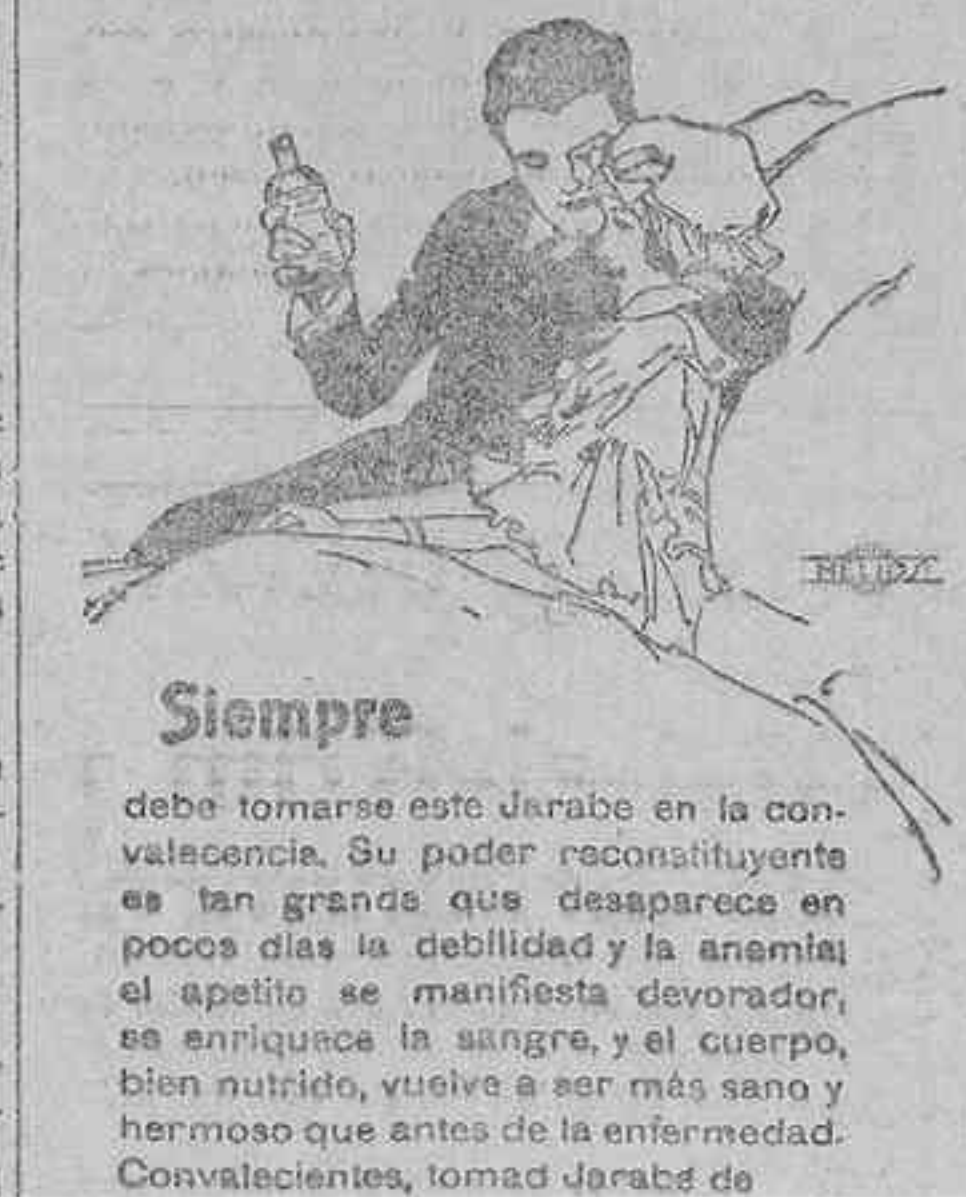 Siempre
debe tomarse este Jarabe en la con-
valecencia. Su poder reconstituyente
es tan grande que desaparece en
pocos días la debilidad y la anemia;
el apetito se manifiesta devorador,
se enriquece la sangre, y el cuerpo,
bien nutrido, vuelve a ser más sano y
hermoso que antes de la enfermedad.
Convalecientes, tomad Jarabe de